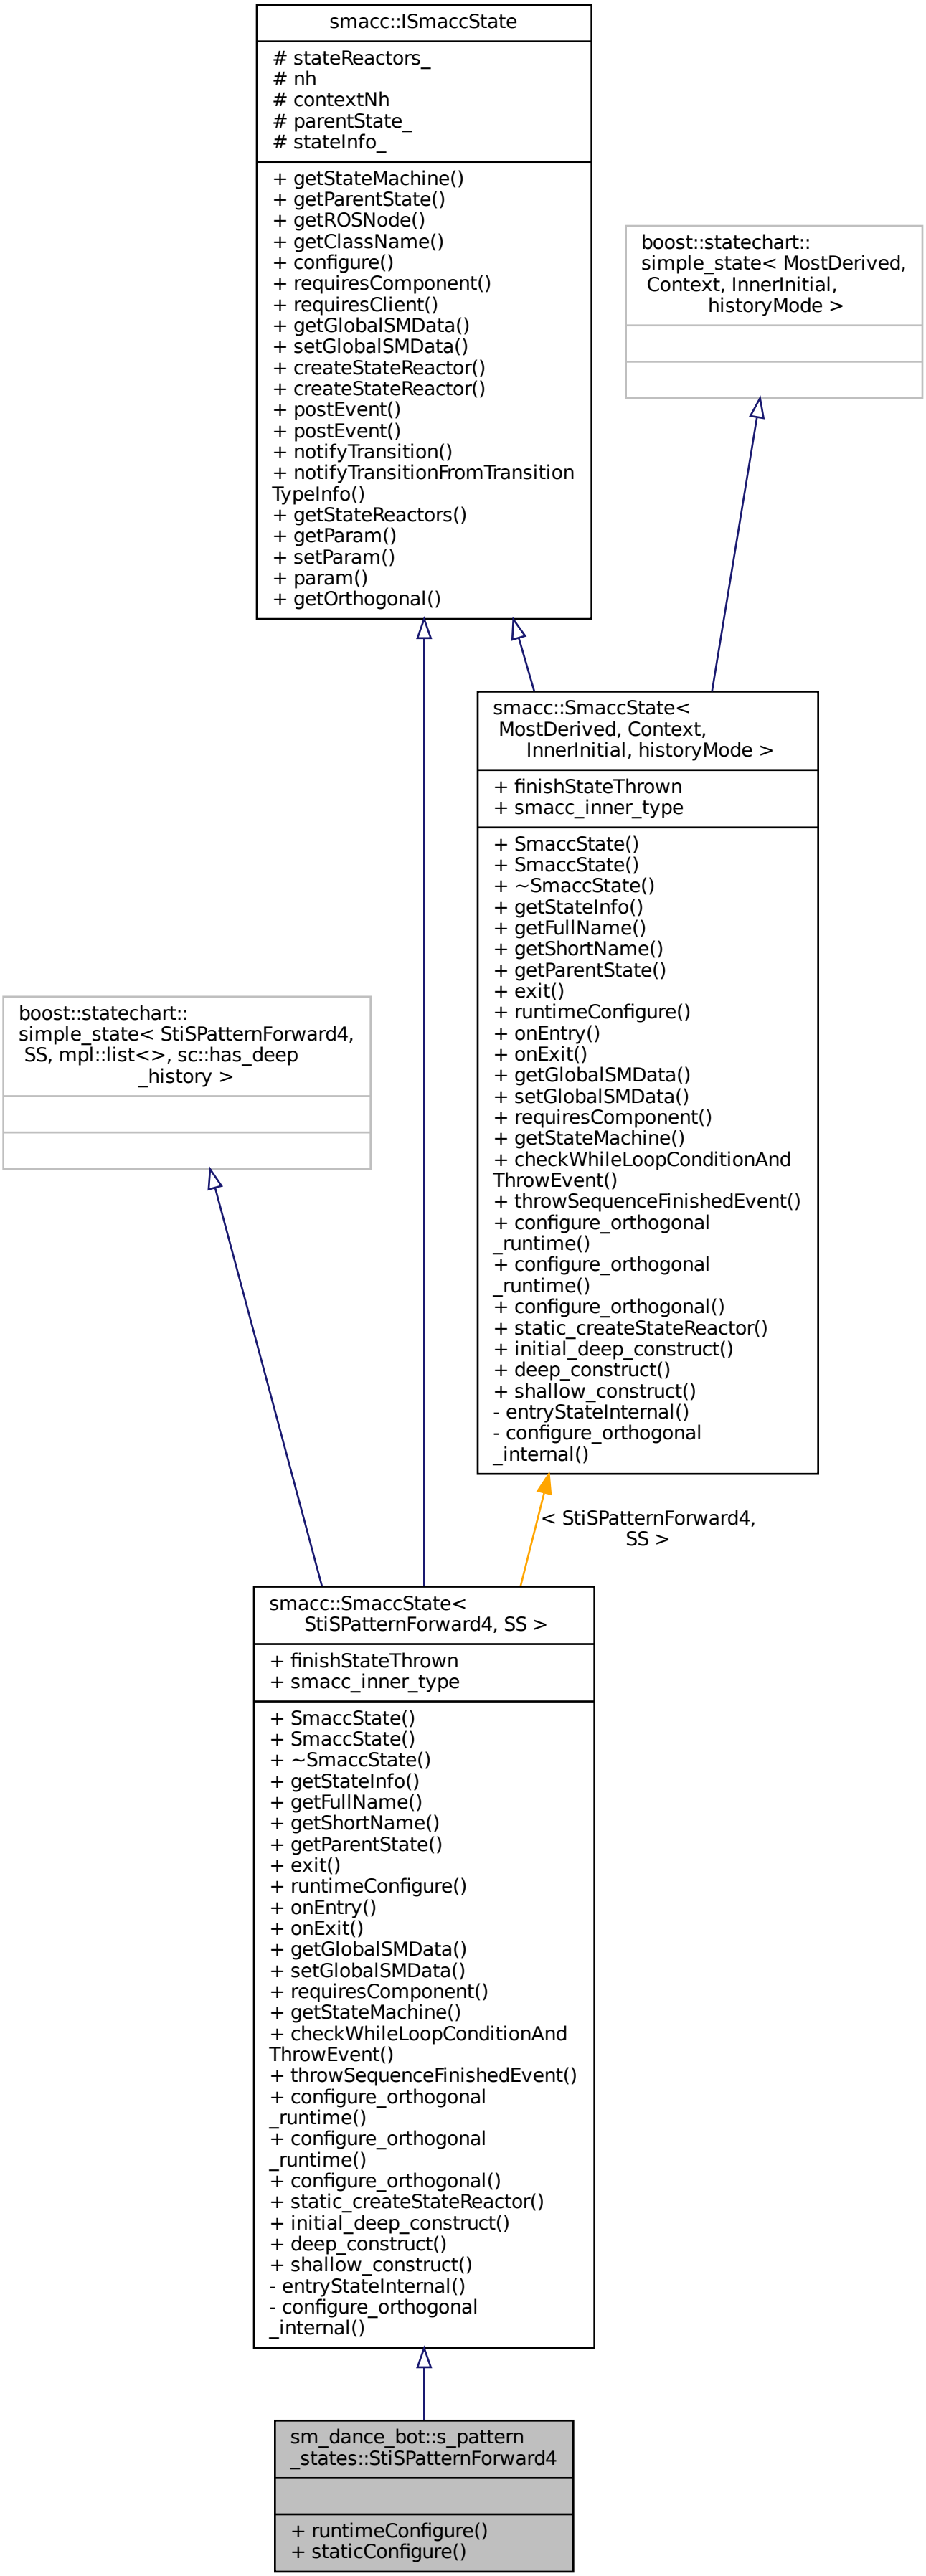 smacc::ISmaccState
# stateReactors_
# nh
# contextNh
# parentState_
# stateInfo_
+ getStateMachine()
+ getParentState()
+ getROSNode()
+ getClassName()
+ configure()
+ requiresComponent()
+ requiresClient()
+ getGlobalSMData()
+ setGlobalSMData()
+ createStateReactor()
+ createStateReactor()
+ postEvent()
+ postEvent()
+ notifyTransition()
+ notifyTransitionFromTransition
TypeInfo()
+ getStateReactors()
+ getParam()
+ setParam()
+ param()
+ getOrthogonal()
boost::statechart::
simple_state< MostDerived,
Context, InnerInitial,
historyMode >
smacc::SmaccState<
MostDerived, Context,
InnerInitial, historyMode >
+ finishStateThrown
+ smacc_inner_type
+ SmaccState()
+ SmaccState()
+ ~SmaccState()
+ getStateInfo()
+ getFullName()
+ getShortName()
+ getParentState()
+ exit()
+ runtimeConfigure()
+ onEntry()
+ onExit()
+ getGlobalSMData()
+ setGlobalSMData()
+ requiresComponent()
+ getStateMachine()
+ checkWhileLoopConditionAnd
ThrowEvent()
+ throwSequenceFinishedEvent()
+ configure_orthogonal
_runtime()
+ configure_orthogonal
_runtime()
+ configure_orthogonal()
+ static_createStateReactor()
+ initial_deep_construct()
+ deep_construct()
+ shallow_construct()
- entryStateInternal()
- configure_orthogonal
_internal()
boost::statechart::
simple_state< StiSPatternForward4,
SS, mpl::list<>, sc::has_deep
_history >
< StiSPatternForward4,
SS >
smacc::SmaccState<
StiSPatternForward4, SS >
+ finishStateThrown
+ smacc_inner_type
+ SmaccState()
+ SmaccState()
+ ~SmaccState()
+ getStateInfo()
+ getFullName()
+ getShortName()
+ getParentState()
+ exit()
+ runtimeConfigure()
+ onEntry()
+ onExit()
+ getGlobalSMData()
+ setGlobalSMData()
+ requiresComponent()
+ getStateMachine()
+ checkWhileLoopConditionAnd
ThrowEvent()
+ throwSequenceFinishedEvent()
+ configure_orthogonal
_runtime()
+ configure_orthogonal
_runtime()
+ configure_orthogonal()
+ static_createStateReactor()
+ initial_deep_construct()
+ deep_construct()
+ shallow_construct()
- entryStateInternal()
- configure_orthogonal
_internal()
sm_dance_bot::s_pattern
_states::StiSPatternForward4
+ runtimeConfigure()
+ staticConfigure()